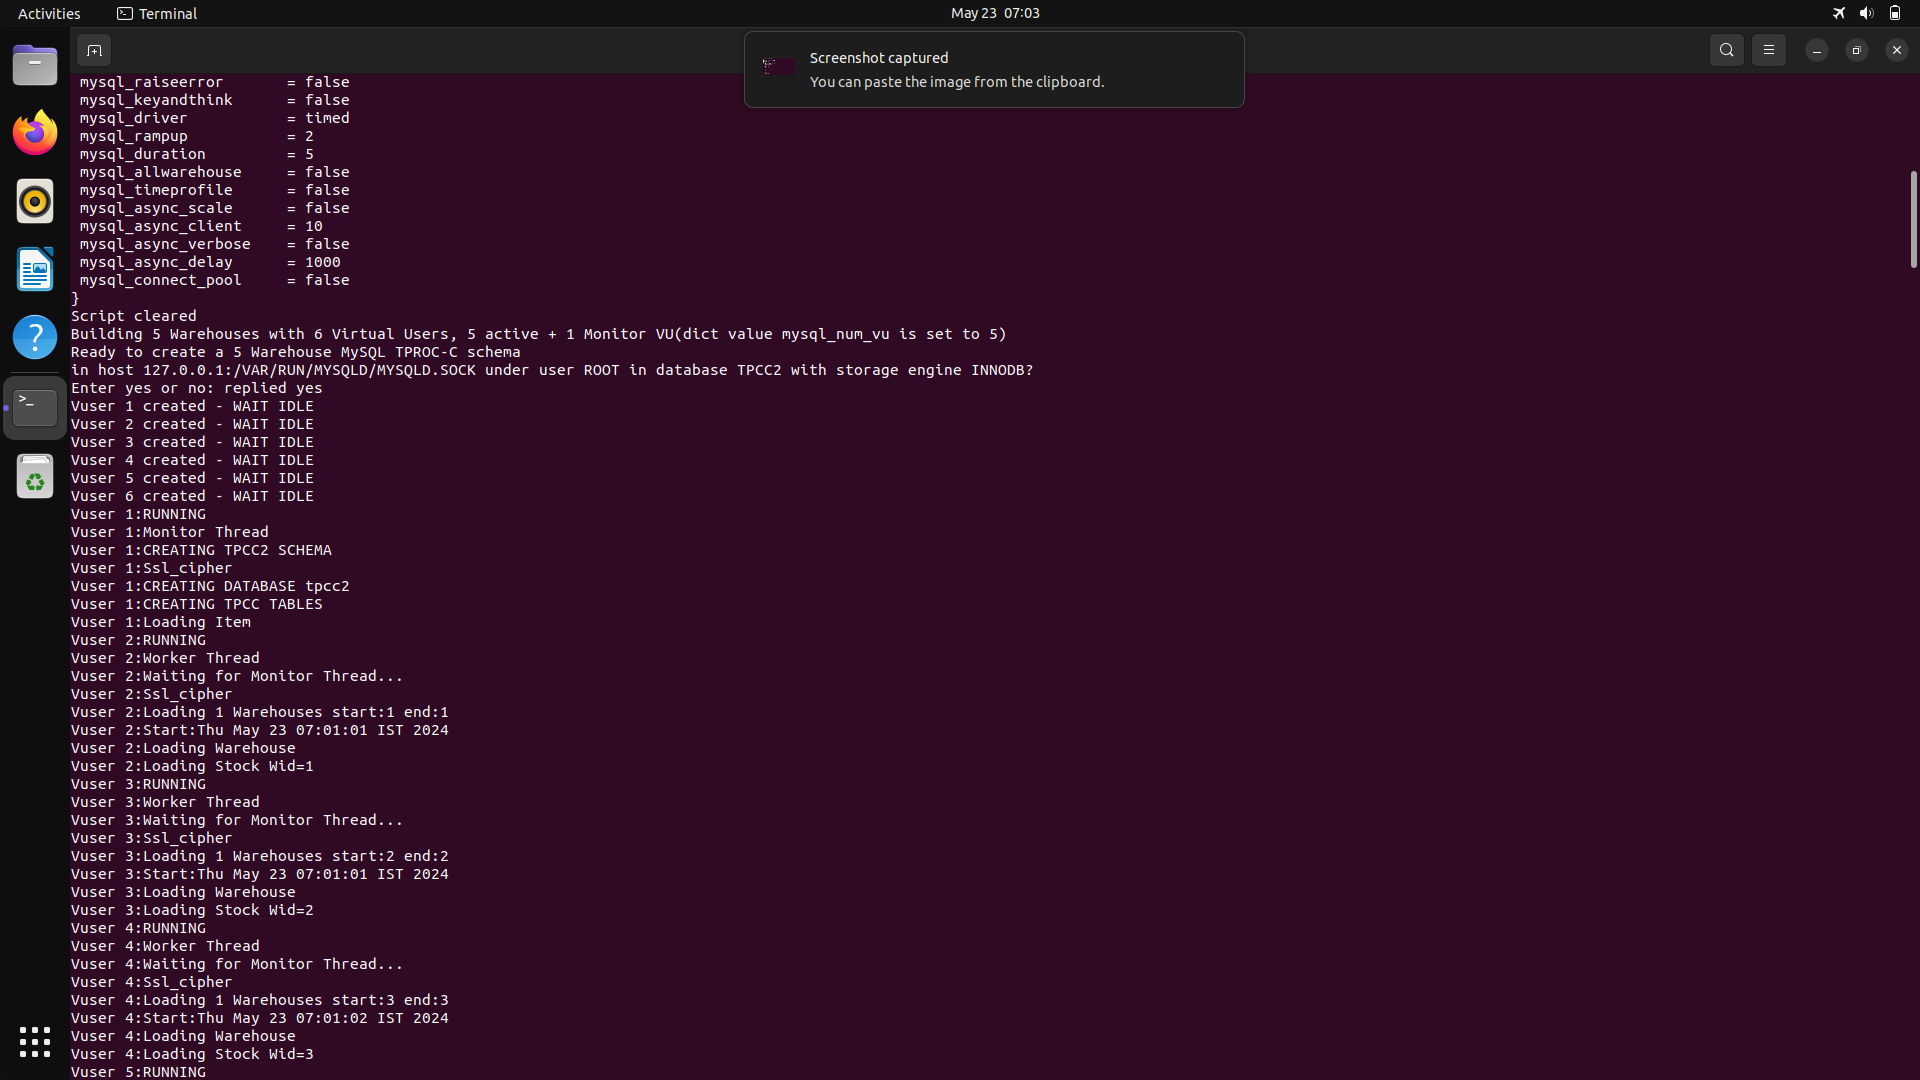 Activities
Terminal
May 23 07:03
Screenshot captured
You can paste the image from the clipboard.
mysql_raiseerror = false
mysql_keyandthink = false
mysql_driver = timed
mysql_rampup = 2
mysql_duration = 5
mysql_allwarehouse = false
mysql_timeprofile = false
mysql_async_scale = false
mysql_async_client = 10
mysql_async_verbose = false
mysql_async_delay = 1000
mysql_connect_pool = false
}
Script cleared
Building 5 Warehouses with 6 Virtual Users, 5 active + 1 Monitor VU(dict value mysql_num_vu is set to 5)
Ready to create a 5 Warehouse MySQL TPROC-C schema
in host 127.0.0.1:/VAR/RUN/MYSQLD/MYSQLD.SOCK under user ROOT in database TPCC2 with storage engine INNODB?
Enter yes or no: replied yes
Vuser 1 created - WAIT IDLE
Vuser 2 created - WAIT IDLE
Vuser 3 created - WAIT IDLE
Vuser 4 created - WAIT IDLE
Vuser 5 created - WAIT IDLE
Vuser 6 created - WAIT IDLE
Vuser 1:RUNNING
Vuser 1:Monitor Thread
Vuser 1:CREATING TPCC2 SCHEMA
Vuser 1:Ssl_cipher
Vuser 1:CREATING DATABASE tpcc2
Vuser 1:CREATING TPCC TABLES
Vuser 1:Loading Item
Vuser 2:RUNNING
Vuser 2:Worker Thread
Vuser 2:Waiting for Monitor Thread...
Vuser 2:Ssl_cipher
Vuser 2:Loading 1 Warehouses start:1 end:1
Vuser 2:Start:Thu May 23 07:01:01 IST 2024
Vuser 2:Loading Warehouse
Vuser 2:Loading Stock Wid=1
Vuser 3:RUNNING
Vuser 3:Worker Thread
Vuser 3:Waiting for Monitor Thread...
Vuser 3:Ssl_cipher
Vuser 3:Loading 1 Warehouses start:2 end:2
Vuser 3:Start:Thu May 23 07:01:01 IST 2024
Vuser 3:Loading Warehouse
Vuser 3:Loading Stock Wid=2
Vuser 4:RUNNING
Vuser 4:Worker Thread
Vuser 4:Waiting for Monitor Thread...
Vuser 4:Ssl_cipher
Vuser 4:Loading 1 Warehouses start:3 end:3
Vuser 4:Start:Thu May 23 07:01:02 IST 2024
Vuser 4:Loading Warehouse
Vuser 4:Loading Stock Wid=3
Vuser 5:RUNNING